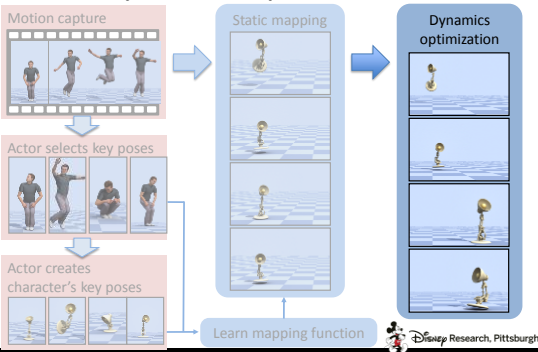 Motion capture
Static mapping
Dynamics
optimization
Actor selects key poses
Actor creates
character's key poses
Learn mapping function
Disney Research, Pittsburgh